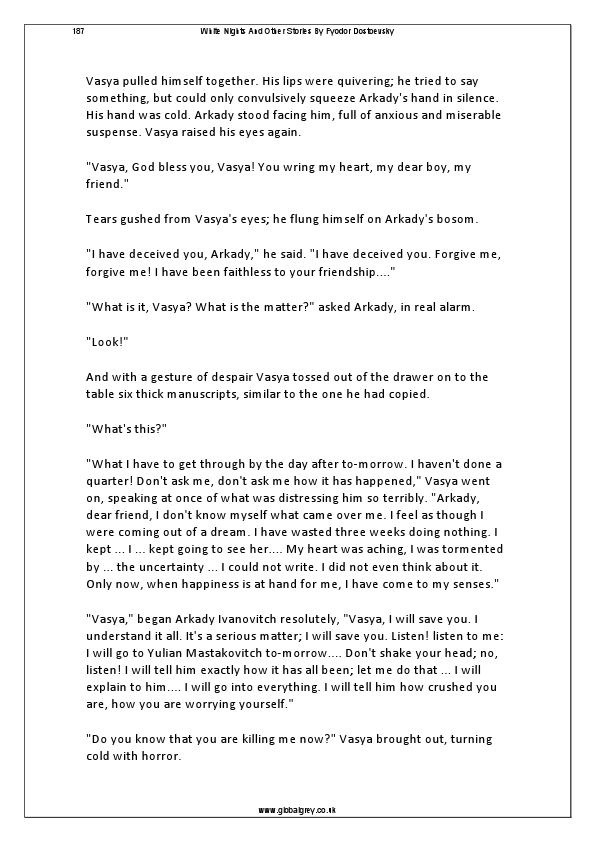 187 White Nights And Other Stories By Fyodor Dostoevsky
Vasya pulled himself together. His lips were quivering; he tried to say
something, but could only convulsively squeeze Arkady's hand in silence.
His hand was cold. Arkady stood facing him, full of anxious and miserable
suspense. Vasya raised his eyes again.
"Vasya, God bless you, Vasya! You wring my heart, my dear boy, my
friend."
Tears gushed from Vasya's eyes; he flung himself on Arkady's bosom.
"I have deceived you, Arkady," he said. "I have deceived you. Forgive me,
forgive me! I have been faithless to your friendship...."
"What is it, Vasya? What is the matter?" asked Arkady, in real alarm.
"Look!"
And with a gesture of despair Vasya tossed out of the drawer on to the
table six thick manuscripts, similar to the one he had copied.
"What's this?"
"What I have to get through by the day after to-morrow. I haven't done a
quarter! Don't ask me, don't ask me how it has happened," Vasya went
on, speaking at once of what was distressing him so terribly. "Arkady,
dear friend, I don't know myself what came over me. I feel as though I
were coming out of a dream. I have wasted three weeks doing nothing. I
kept ... I ... kept going to see her.... My heart was aching, I was tormented
by ... the uncertainty ... I could not write. I did not even think about it.
Only now, when happiness is at hand for me, I have come to my senses."
"Vasya," began Arkady Ivanovitch resolutely, "Vasya, I will save you. I
understand it all. It's a serious matter; I will save you. Listen! listen to me:
I will go to Yulian Mastakovitch to-morrow.... Don't shake your head; no,
listen! I will tell him exactly how it has all been; let me do that ... I will
explain to him.... I will go into everything. I will tell him how crushed you
are, how you are worrying yourself."
"Do you know that you are killing me now?" Vasya brought out, turning
cold with horror.
www.globalgrey.co.uk